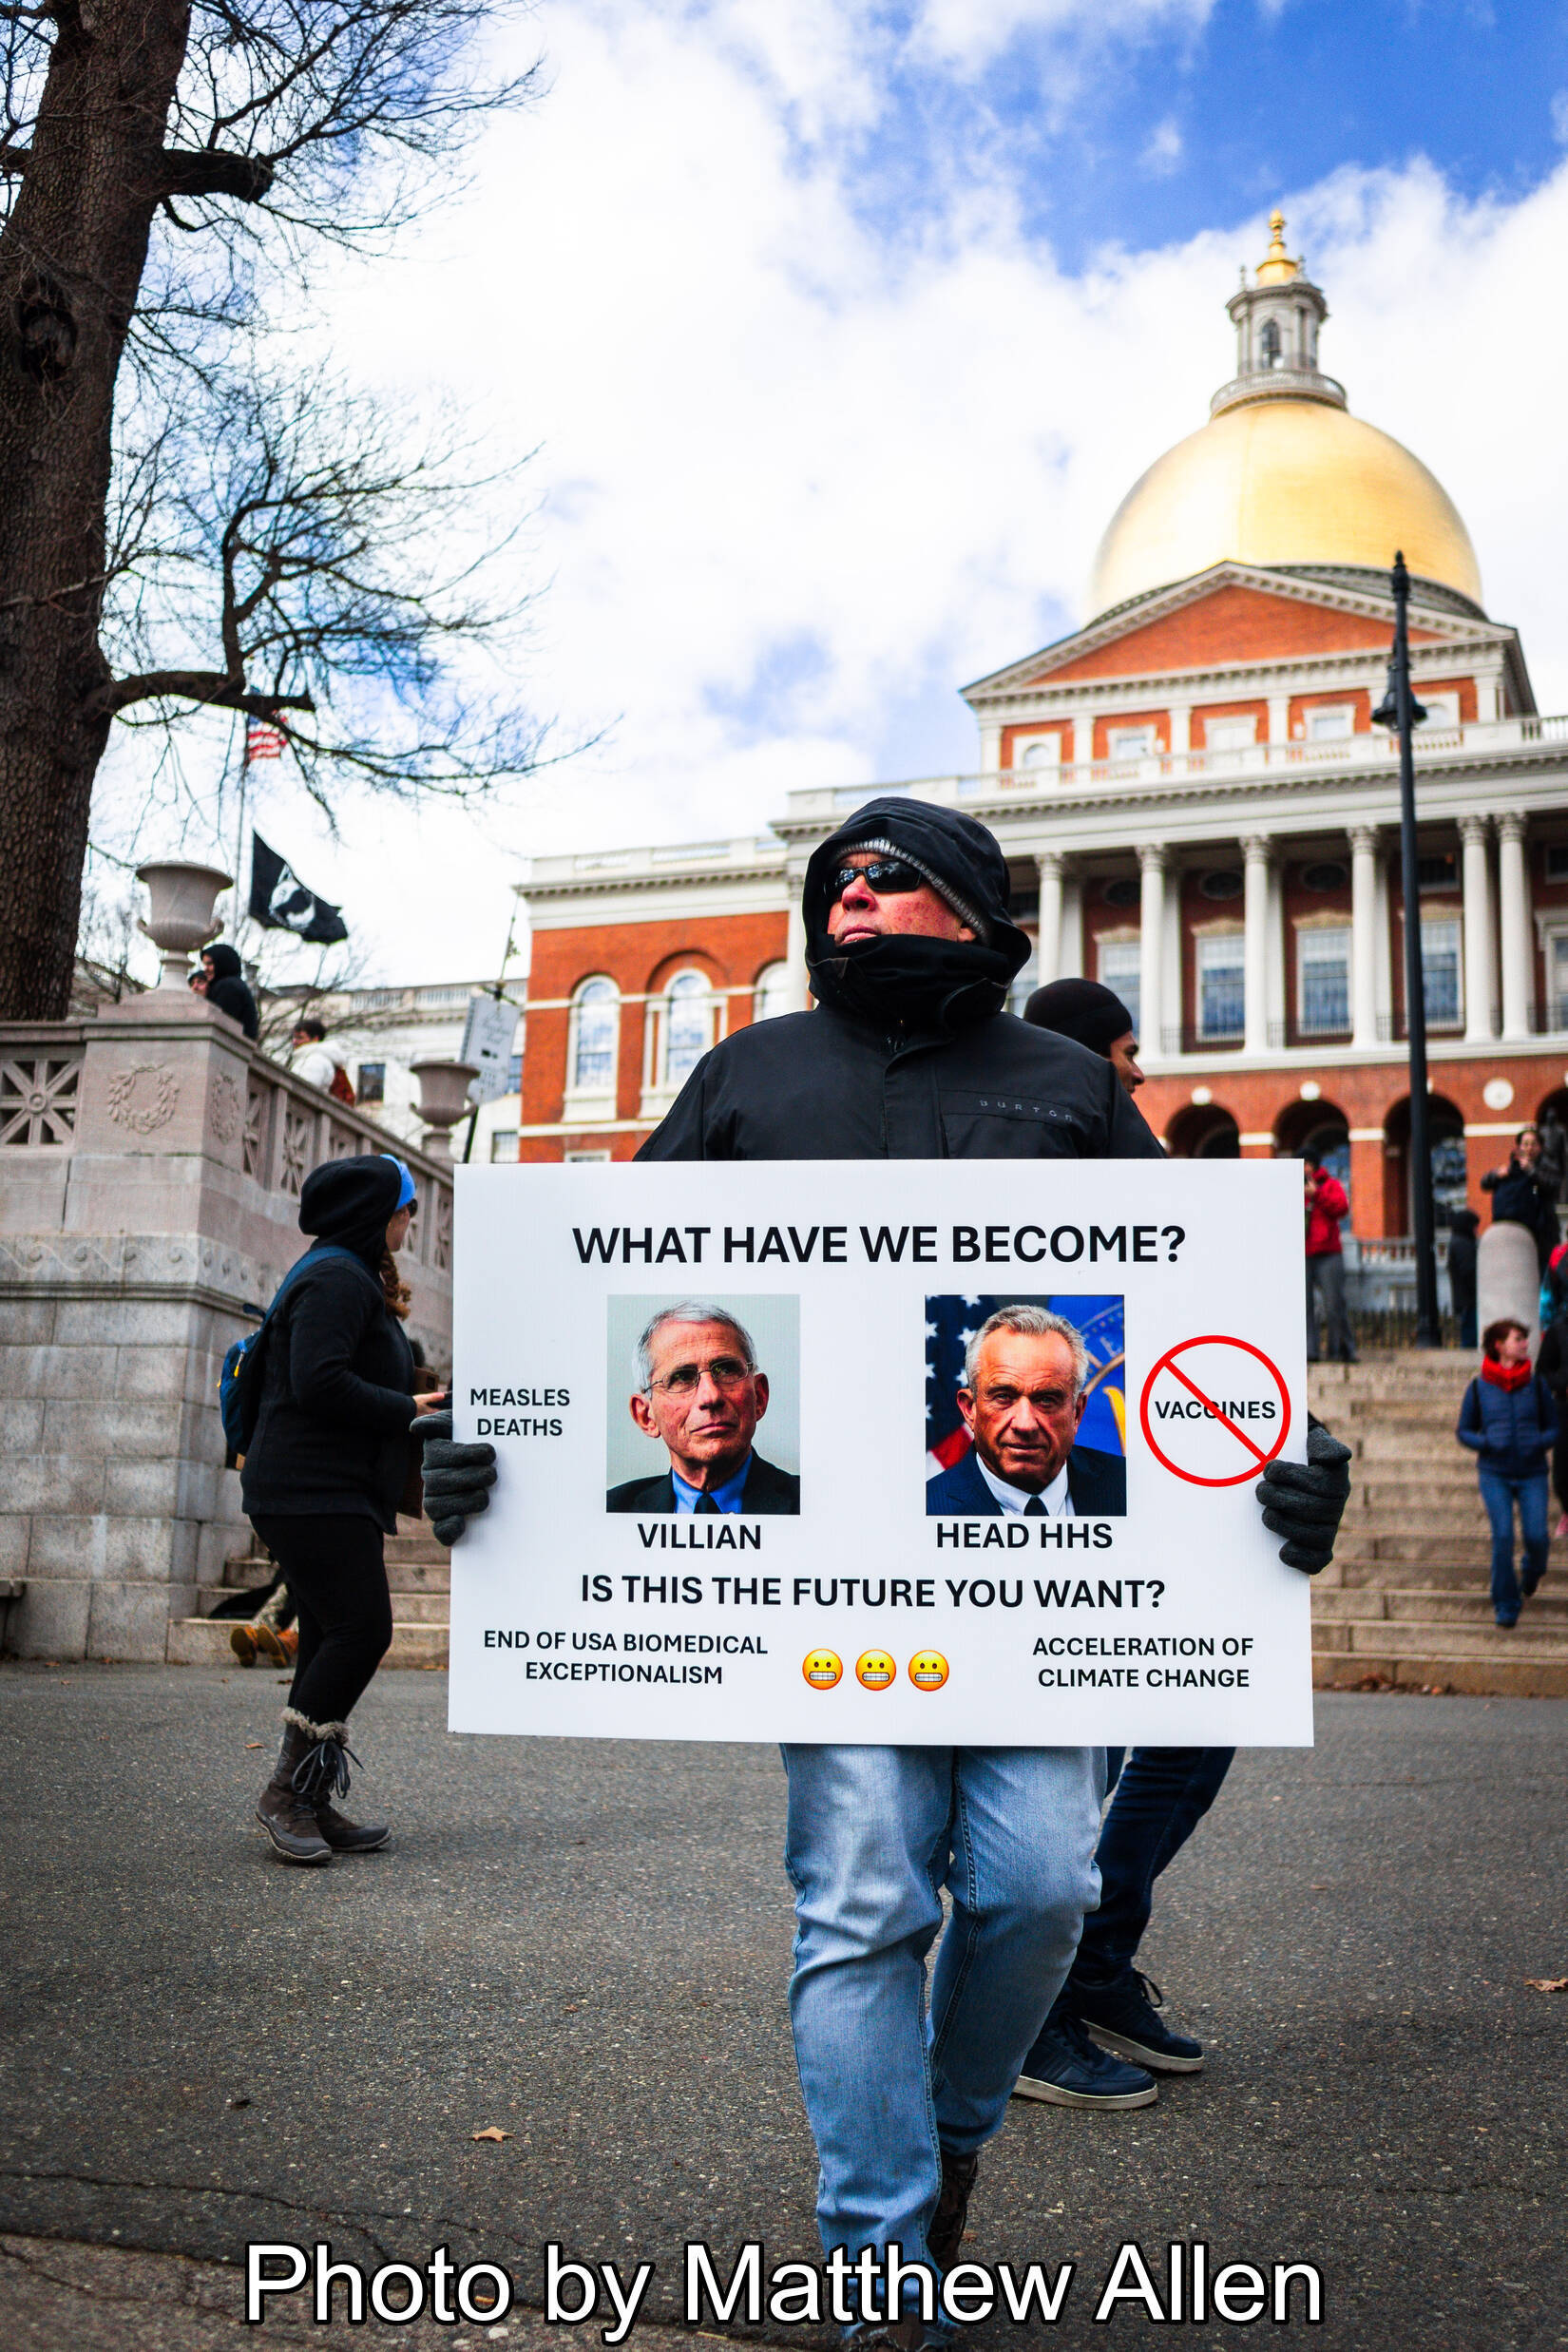 BURTON
WHAT HAVE WE BECOME?
MEASLES
DEATHS
VACCINES
VILLIAN
HEAD HHS
IS THIS THE FUTURE YOU WANT?
END OF USA BIOMEDICAL
EXCEPTIONALISM
ACCELERATION OF
CLIMATE CHANGE
Photo by Matthew Allen